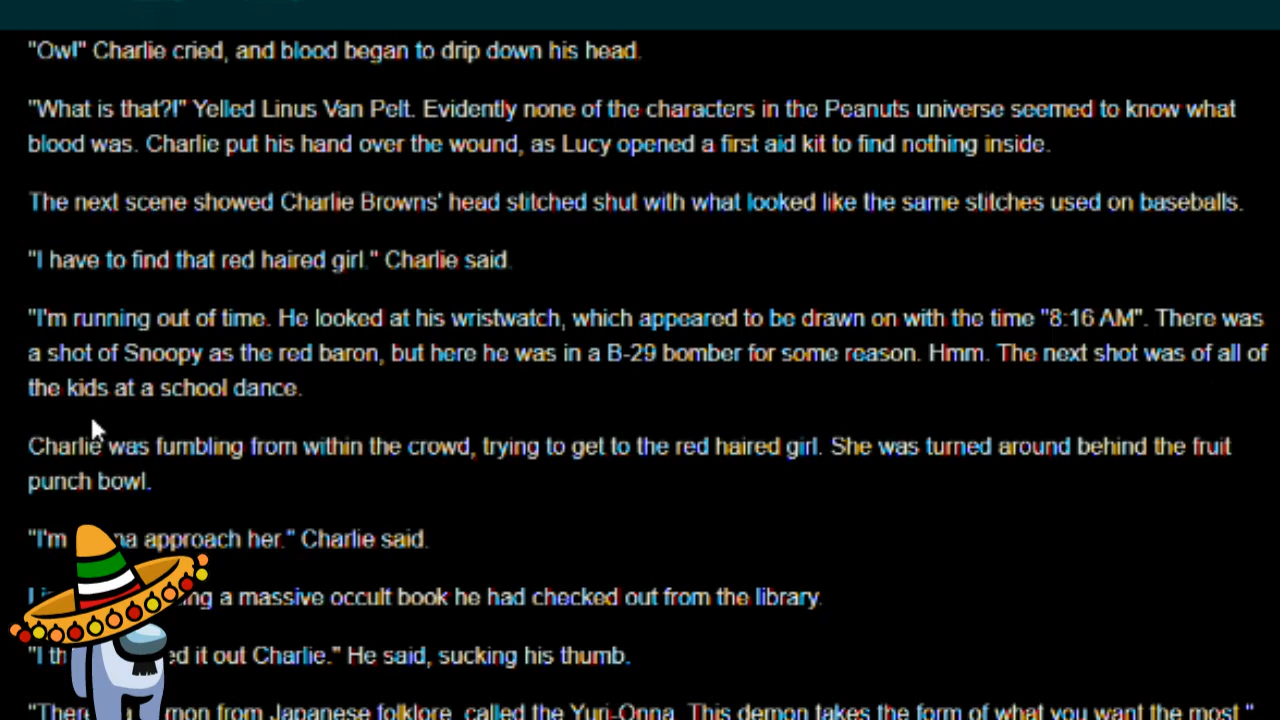 "Ow!" Charlie cried, and blood began to drip down his head.
"What is that?!" Yelled Linus Van Pelt. Evidently none of the characters in the Peanuts universe seemed to know what
blood was. Charlie put his hand over the wound, as Lucy opened a first aid kit to find nothing inside.
The next scene showed Charlie Browns' head stitched shut with what looked like the same stitches used on baseballs.
"I have to find that red haired girl." Charlie said.
"I'm running out of time. He looked at his wristwatch, which appeared to be drawn on with the time "8:16 AM". There was
a shot of Snoopy as the red baron, but here he was in a B-29 bomber for some reason. Hmm. The next shot was of all of
the kids at a school dance.
Charlie was fumbling from within the crowd, trying to get to the red haired girl. She was turned around behind the fruit
punch bowl.
"I'm approach her." Charlie said.
a massive occult book he had checked out from the library.
"I it out Charlie." He said, sucking his thumb.
from Japanese folklore, called the Yuri-Onna. This demon takes the form of what you want the most."